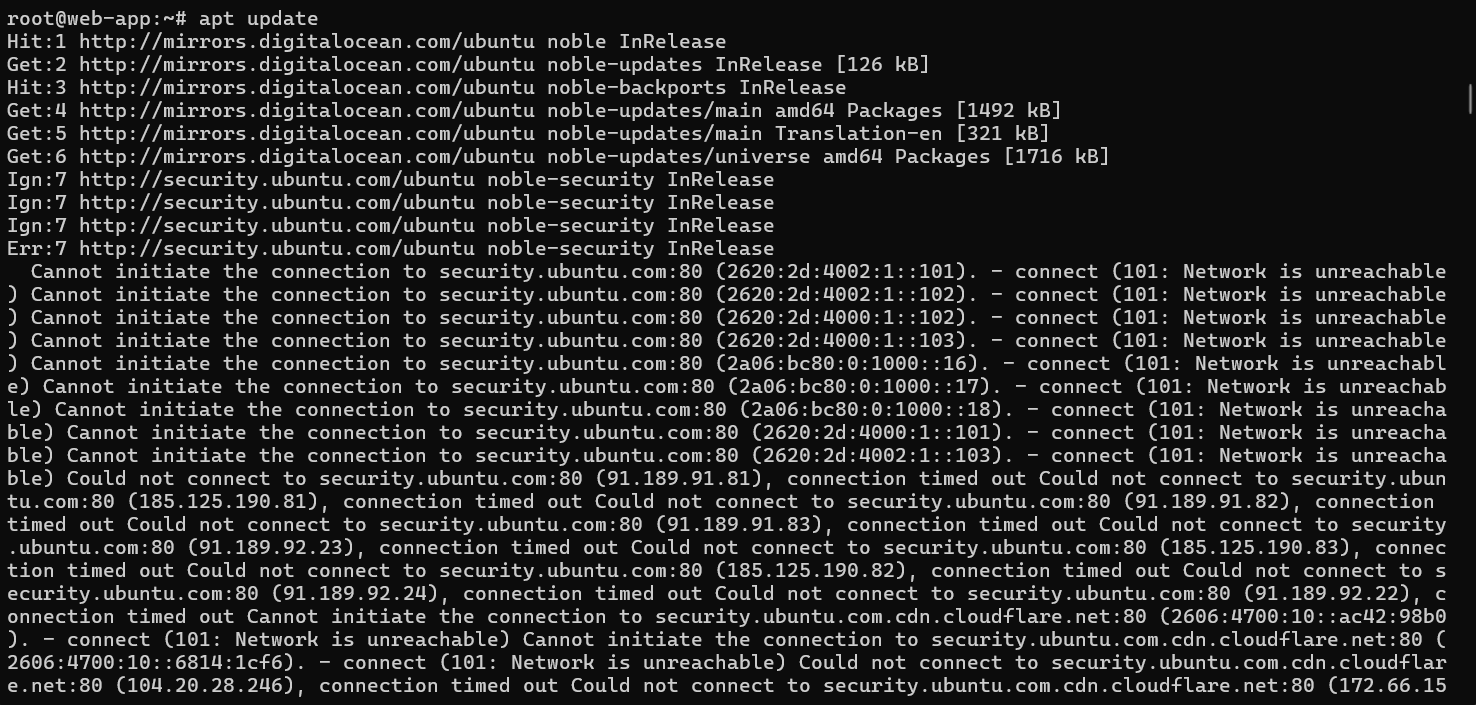 root@web-app:~# apt update
Hit:1 http://mirrors.digitalocean.com/ubuntu noble InRelease
Get:2 http://mirrors.digitalocean.com/ubuntu noble-updates InRelease [126 kB]
Hit:3 http://mirrors.digitalocean.com/ubuntu noble-backports InRelease
Get:4 http://mirrors.digitalocean.com/ubuntu noble-updates/main amd64 Packages [1492 kB]
Get:5 http://mirrors.digitalocean.com/ubuntu noble-updates/main Translation-en [321 kB]
Get:6 http://mirrors.digitalocean.com/ubuntu noble-updates/universe amd64 Packages [1716 kB]
Ign:7 http://security.ubuntu.com/ubuntu noble-security InRelease
Ign:7 http://security.ubuntu.com/ubuntu noble-security InRelease
Ign:7 http://security.ubuntu.com/ubuntu noble-security InRelease
Err:7 http://security.ubuntu.com/ubuntu noble-security InRelease
  Cannot initiate the connection to security.ubuntu.com:80 (2620:2d:4002:1::101). - connect (101: Network is unreachable
) Cannot initiate the connection to security.ubuntu.com:80 (2620:2d:4002:1::102). - connect (101: Network is unreachable
) Cannot initiate the connection to security.ubuntu.com:80 (2620:2d:4000:1::102). - connect (101: Network is unreachable
) Cannot initiate the connection to security.ubuntu.com:80 (2620:2d:4000:1::103). - connect (101: Network is unreachable
) Cannot initiate the connection to security.ubuntu.com:80 (2a06:bc80:0:1000::16). - connect (101: Network is unreachabl
e) Cannot initiate the connection to security.ubuntu.com:80 (2a06:bc80:0:1000::17). - connect (101: Network is unreachab
le) Cannot initiate the connection to security.ubuntu.com:80 (2a06:bc80:0:1000::18). - connect (101: Network is unreacha
ble) Cannot initiate the connection to security.ubuntu.com:80 (2620:2d:4000:1::101). - connect (101: Network is unreacha
ble) Cannot initiate the connection to security.ubuntu.com:80 (2620:2d:4002:1::103). - connect (101: Network is unreacha
ble) Could not connect to security.ubuntu.com:80 (91.189.91.81), connection timed out Could not connect to security.ubun
tu.com:80 (185.125.190.81), connection timed out Could not connect to security.ubuntu.com:80 (91.189.91.82), connection
timed out Could not connect to security.ubuntu.com:80 (91.189.91.83), connection timed out Could not connect to security
.ubuntu.com:80 (91.189.92.23), connection timed out Could not connect to security.ubuntu.com:80 (185.125.190.83), connec
tion timed out Could not connect to security.ubuntu.com:80 (185.125.190.82), connection timed out Could not connect to s
ecurity.ubuntu.com:80 (91.189.92.24), connection timed out Could not connect to security.ubuntu.com:80 (91.189.92.22), c
onnection timed out Cannot initiate the connection to security.ubuntu.com.cdn.cloudflare.net:80 (2606:4700:10::ac42:98b0
). - connect (101: Network is unreachable) Cannot initiate the connection to security.ubuntu.com.cdn.cloudflare.net:80 (
2606:4700:10::6814:1cf6). - connect (101: Network is unreachable) Could not connect to security.ubuntu.com.cdn.cloudflar
e.net:80 (104.20.28.246), connection timed out Could not connect to security.ubuntu.com.cdn.cloudflare.net:80 (172.66.15